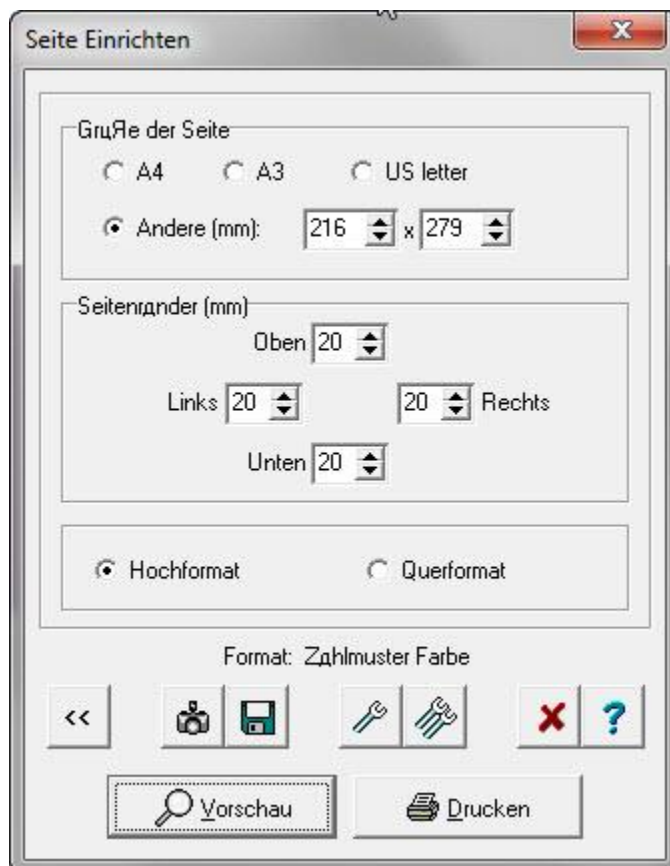 Seite Einrichten
GrцЯe der Seite
A4 A3 US letter
Andere (mm): 216 x 279
Seitenrдnder (mm)
Oben 20
Links 20 20 Rechts
Unten 20
Hochformat Querformat
Format: Zдhlmuster Farbe
<< ?
Vorschau Drucken